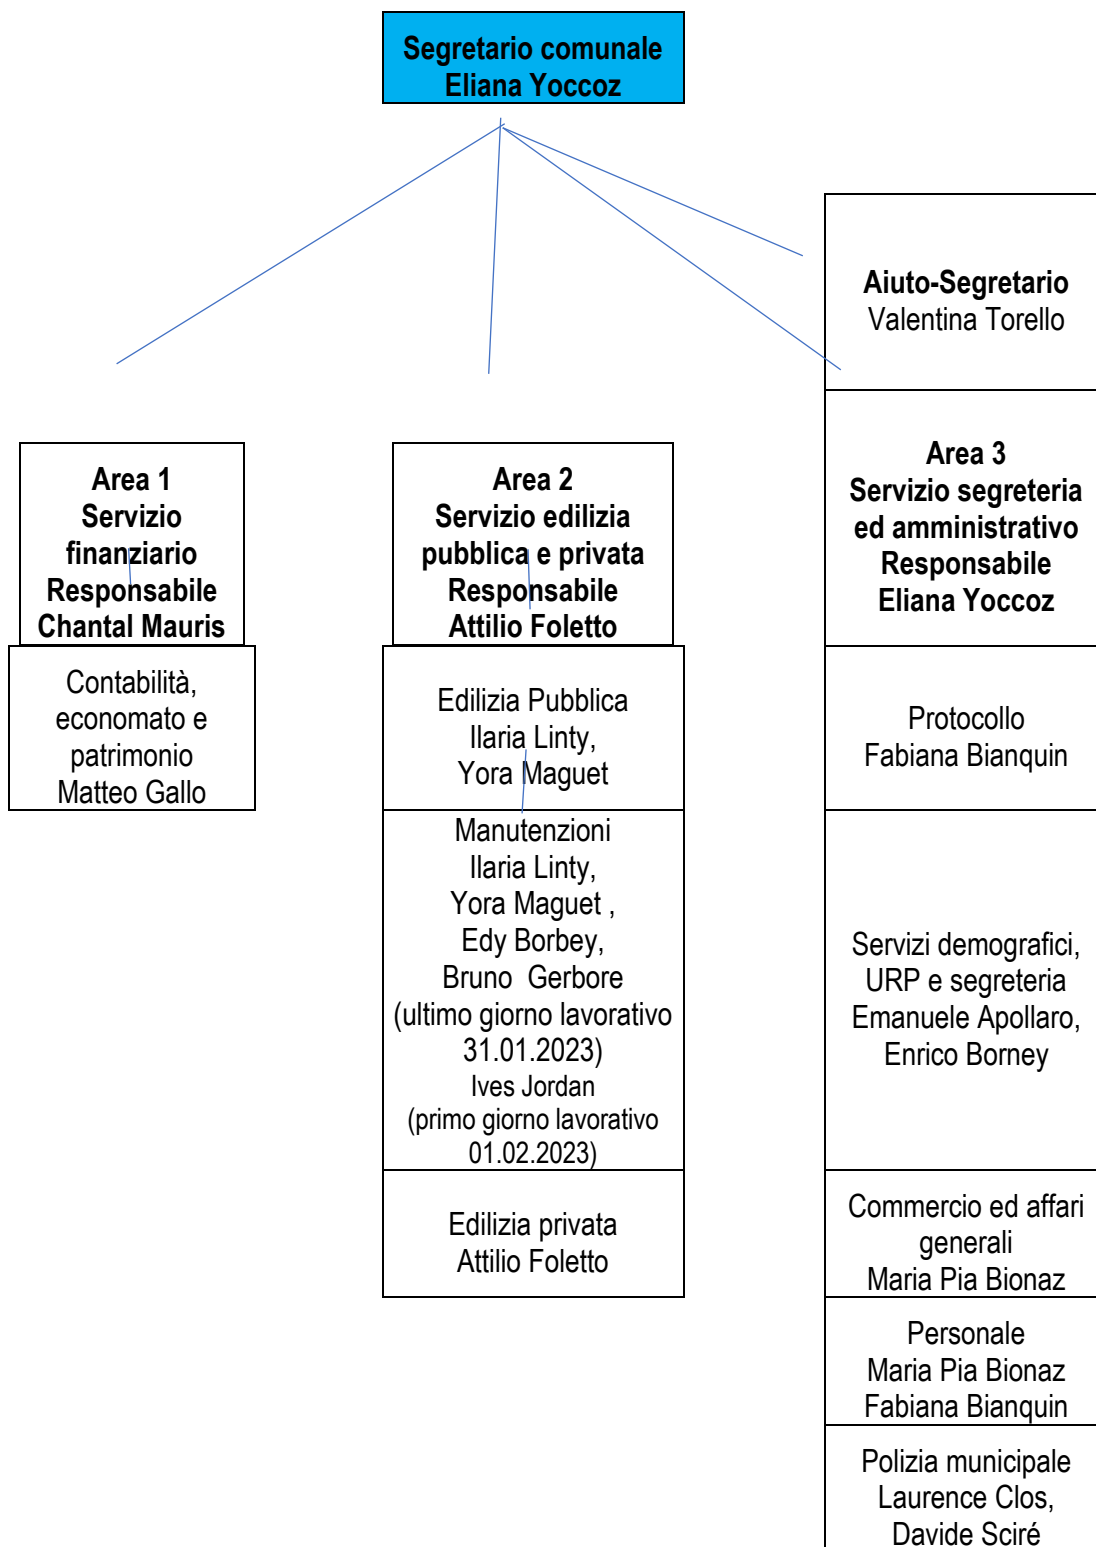 Segretario comunale
Eliana Yoccoz
Aiuto-Segretario
Valentina Torello
Area 1
Servizio
finanziario
Responsabile
Chantal Mauris
Contabilità,
economato e
patrimonio
Matteo Gallo
Area 2
Servizio edilizia
pubblica e privata
Responsabile
Attilio Foletto
Edilizia Pubblica
Ilaria Linty,
Yora Maguet
Manutenzioni
Ilaria Linty,
Yora Maguet ,
Edy Borbey,
Bruno  Gerbore
(ultimo giorno lavorativo
31.01.2023)
Ives Jordan
(primo giorno lavorativo
01.02.2023)
Edilizia privata
Attilio Foletto
Area 3
Servizio segreteria
ed amministrativo
Responsabile
Eliana Yoccoz
Protocollo
Fabiana Bianquin
Servizi demografici,
URP e segreteria
Emanuele Apollaro,
Enrico Borney
Commercio ed affari
generali
Maria Pia Bionaz
Personale
Maria Pia Bionaz
Fabiana Bianquin
Polizia municipale
Laurence Clos,
Davide Sciré